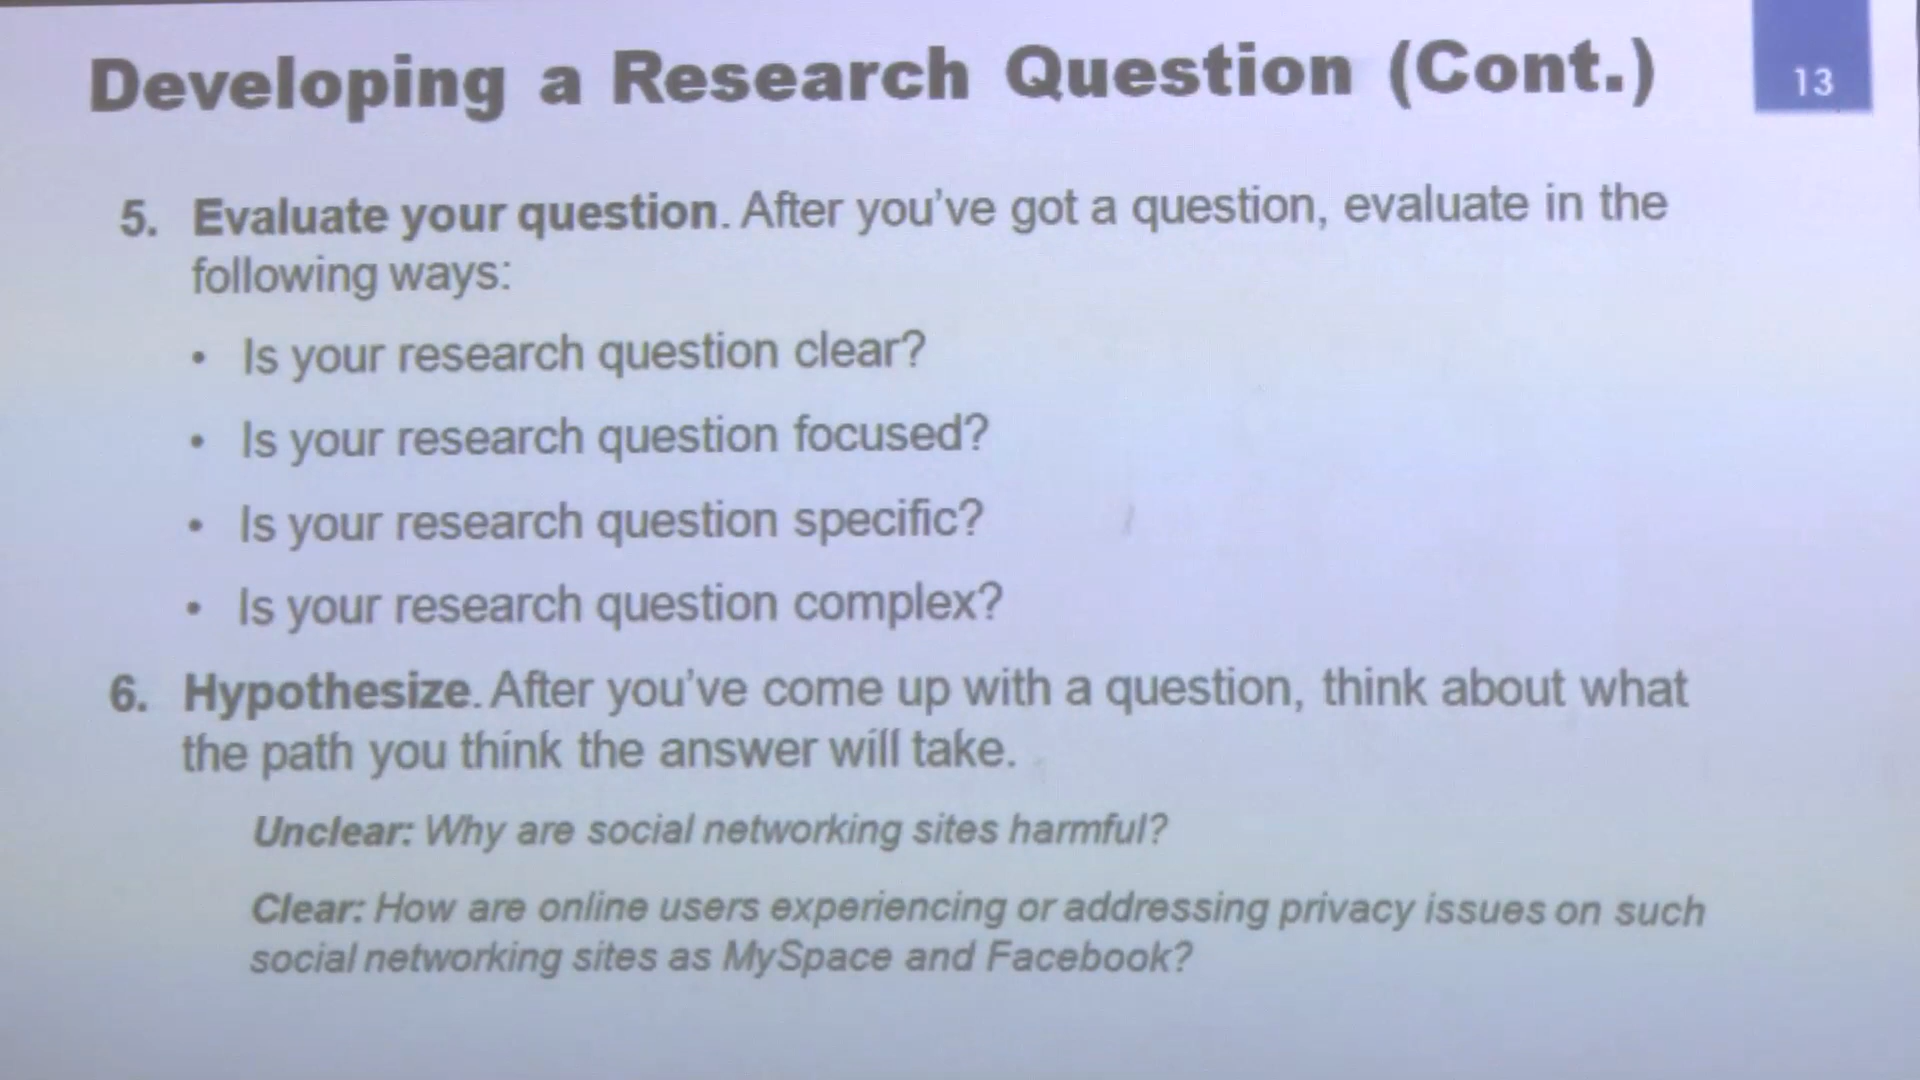 Developing a Research Question (Cont.)
13
5. Evaluate your question. After you've got a question, evaluate in the
following ways:
• Is your research question clear?
• Is your research question focused?
• Is your research question specific?
• Is your research question complex?
6. Hypothesize. After you've come up with a question, think about what
the path you think the answer will take.
Unclear: Why are social networking sites harmful?
Clear: How are online users experiencing or addressing privacy issues on such
social networking sites as MySpace and Facebook?